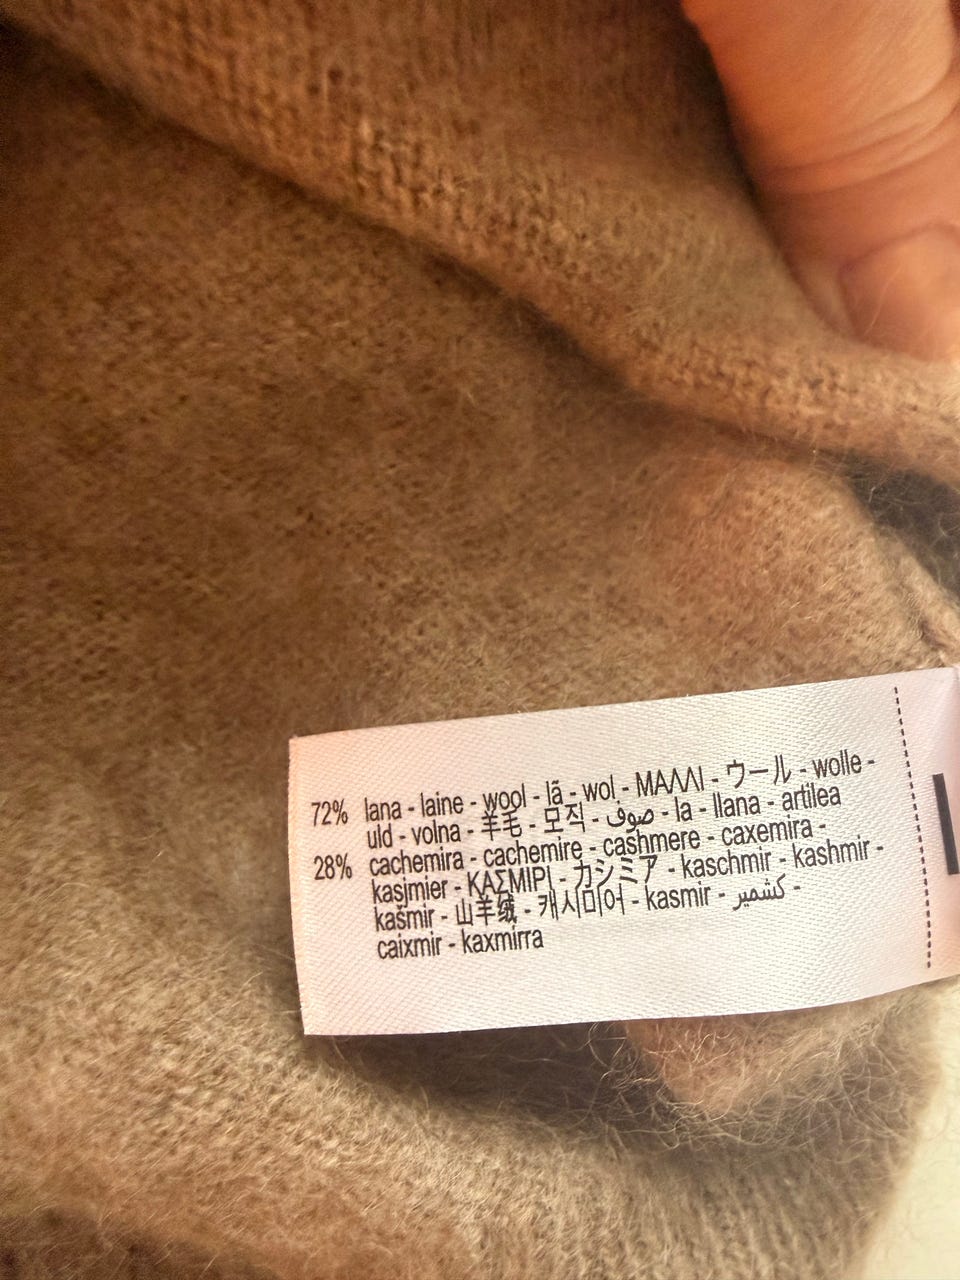 72% lana - laine - wool - lã - wol - ΜΑΛΛΙ - ウール - wolle -
uld - volna - 羊毛 - 모직 - صوف - la - llana - artilea
28% cachemira - cachemire - cashmere - caxemira -
kasjmier - ΚΑΣΜΙΡΙ - カシミア - kaschmir - kashmir -
kašmir - 山羊绒 - 캐시미어 - kasmir - كشمير -
caixmir - kaxmirra